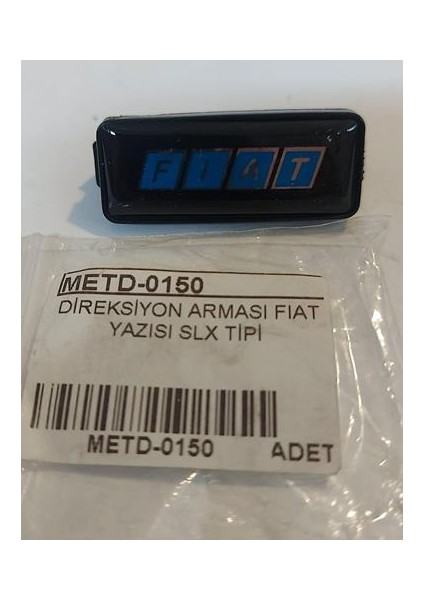 FIAT
METD-0150
DİREKSİYON ARMASI FIAT
YAZISI SLX TİPİ
METD-0150 ADET